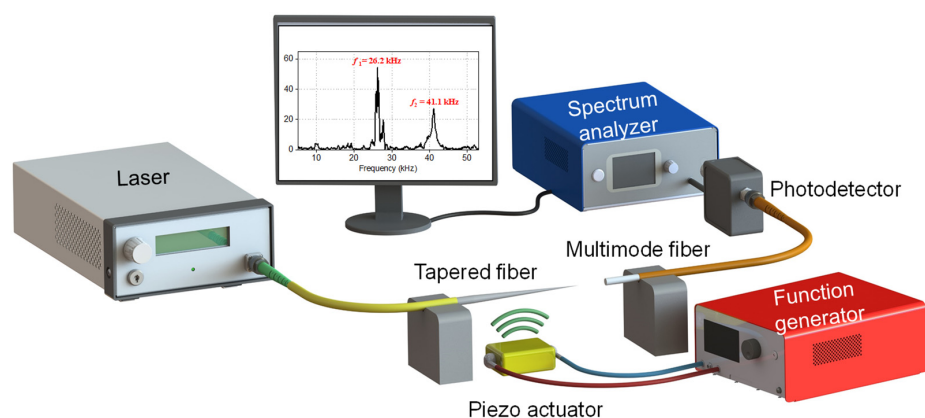 60
40
20
0
f₁= 26.2 kHz
f₂ = 41.1 kHz
10 20 30 40 50
Frequency (kHz)
Spectrum
analyzer
Laser
Photodetector
Multimode fiber
Tapered fiber
Function
generator
Piezo actuator